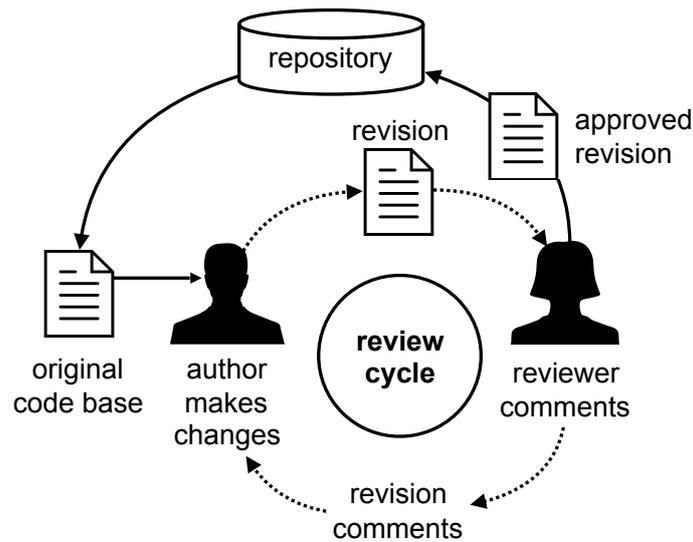 repository
approved
revision
revision
original
code base
author
makes
changes
review
cycle
reviewer
comments
revision
comments